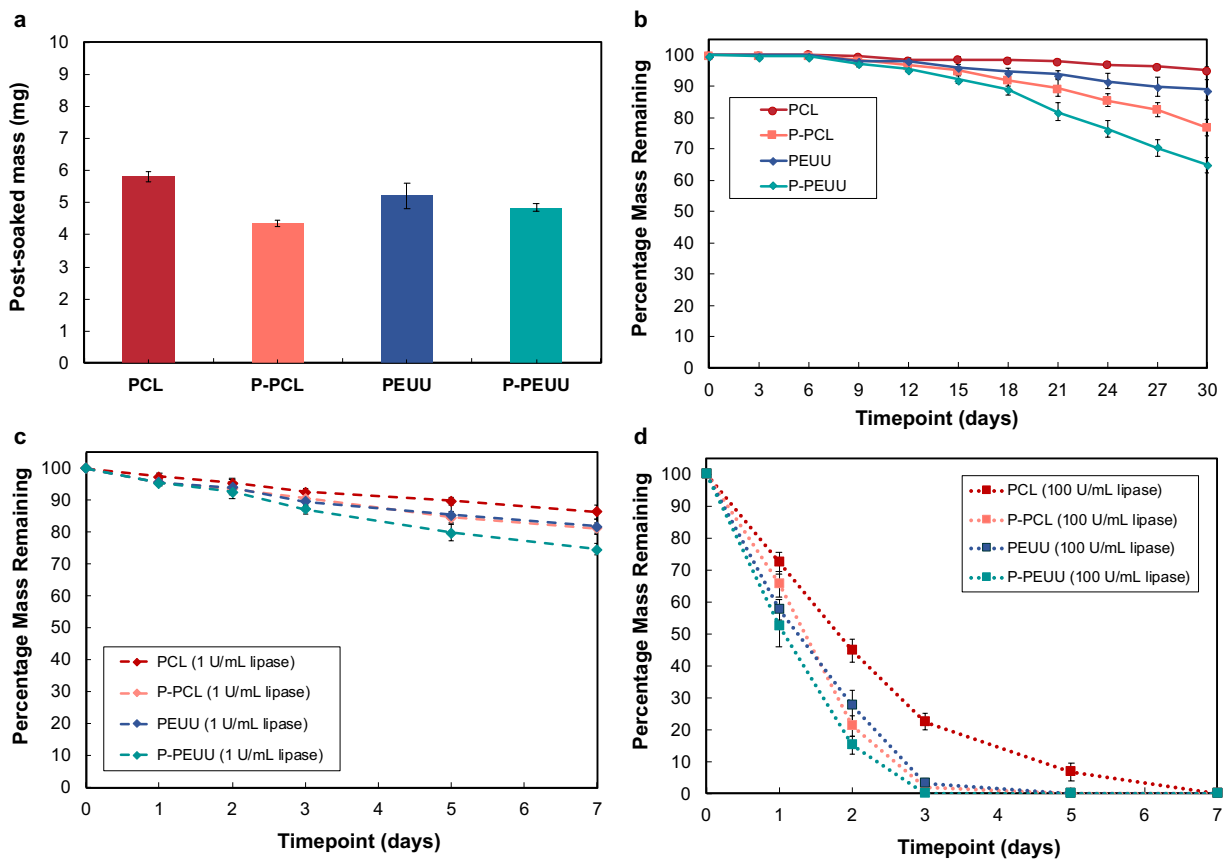 a
Post-soaked mass (mg)
10
9
8
7
6
5
4
3
2
1
0
PCL P-PCL PEUU P-PEUU
b
Percentage Mass Remaining
100
90
80
70
60
50
40
30
20
10
0
PCL
P-PCL
PEUU
P-PEUU
0 3 6 9 12 15 18 21 24 27 30
Timepoint (days)
c
Percentage Mass Remaining
100
90
80
70
60
50
40
30
20
10
0
PCL (1 U/mL lipase)
P-PCL (1 U/mL lipase)
PEUU (1 U/mL lipase)
P-PEUU (1 U/mL lipase)
0 1 2 3 5 7
Timepoint (days)
d
Percentage Mass Remaining
100
90
80
70
60
50
40
30
20
10
0
PCL (100 U/mL lipase)
P-PCL (100 U/mL lipase)
PEUU (100 U/mL lipase)
P-PEUU (100 U/mL lipase)
0 1 2 3 5 7
Timepoint (days)